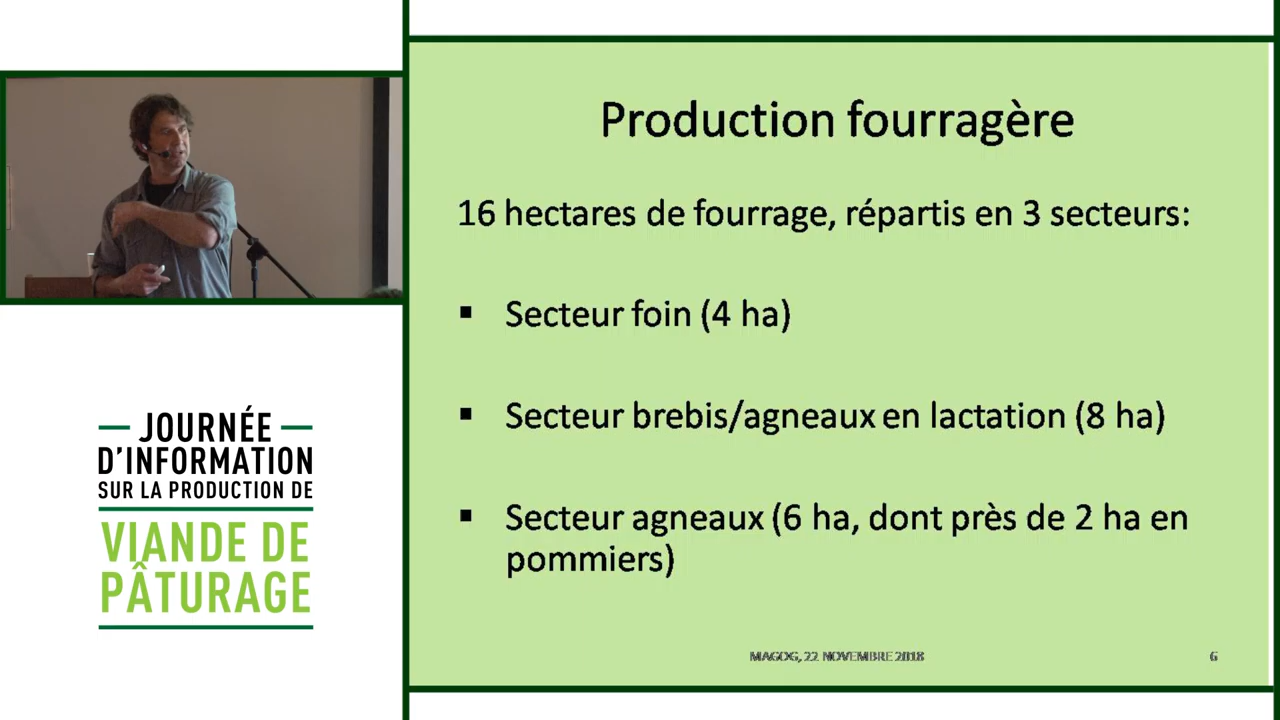 Production fourragère
16 hectares de fourrage, répartis en 3 secteurs:
▪ Secteur foin (4 ha)
▪ Secteur brebis/agneaux en lactation (8 ha)
▪ Secteur agneaux (6 ha, dont près de 2 ha en
pommiers)
MAGOG, 22 NOVEMBRE 2018
6
— JOURNÉE —
D'INFORMATION
SUR LA PRODUCTION DE
VIANDE DE
PÂTURAGE